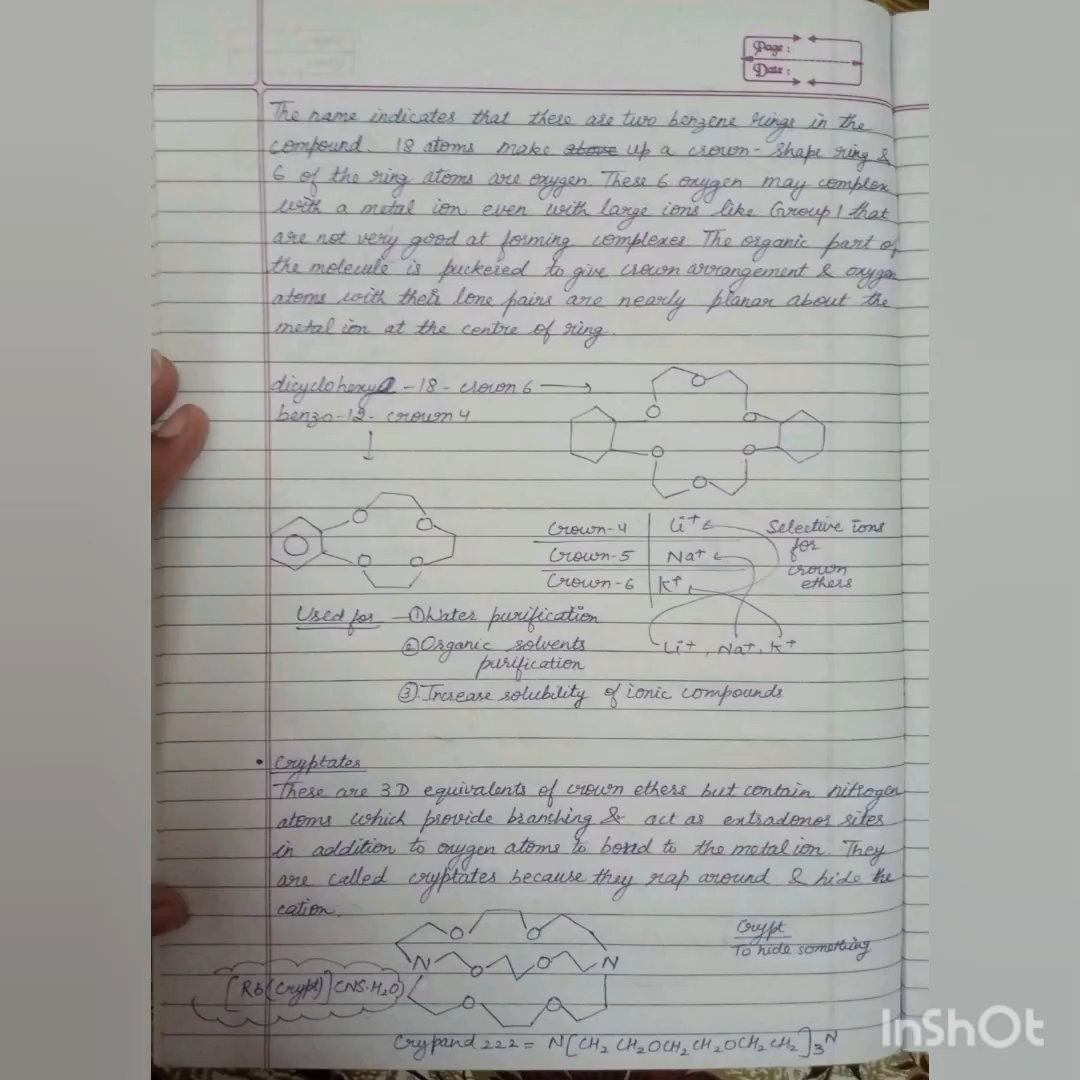 Page :
Date :
The name indicates that there are two benzene rings in the
compound. 18 atoms make above up a crown-shape ring &
6 of the ring atoms are oxygen. These 6 oxygen may complex
with a metal ion even with large ions like Group 1 that
are not very good at forming complexes. The organic part of
the molecule is puckered to give crown arrangement & oxygen
atoms with their lone pairs are nearly planar about the
metal ion at the centre of ring.
dicyclohexyl-18-crown 6 →
benzo-12-crown 4
↓
O
O O
O O
O
O O
O O
Crown-4 Li+
Crown-5 Na+
Crown-6 K+
Selective ions
for
crown
ethers
Li+, Na+, K+
Used for - ① Water purification
② Organic solvents
purification
③ Increase solubility of ionic compounds
• Cryptates
These are 3D equivalents of crown ethers but contain nitrogen
atoms which provide branching & act as extradonor sites
in addition to oxygen atoms to bond to the metal ion. They
are called cryptates because they rap around & hide the
cation.
O O
N O O N
O O
Crypt
To hide something
[Rb(Crypt)]CNS·H2O
Crypand 222 = N[CH2 CH2OCH2CH2OCH2CH2]3N
InShOt